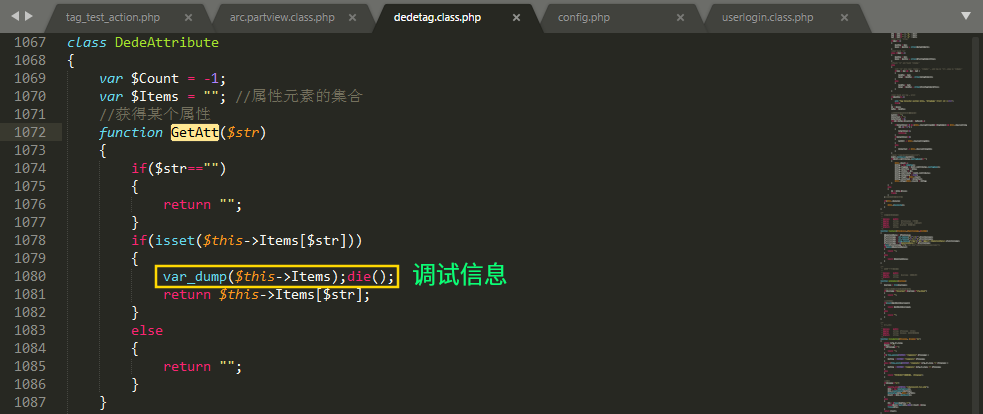 tag_test_action.php × arc.partview.class.php × dedetag.class.php × config.php × userlogin.class.php ×
1067 class DedeAttribute
1068 {
1069 var $Count = -1;
1070 var $Items = ""; //属性元素的集合
1071 //获得某个属性
1072 function GetAtt($str)
1073 {
1074 if($str=="")
1075 {
1076 return "";
1077 }
1078 if(isset($this->Items[$str]))
1079 {
1080 var_dump($this->Items);die(); 调试信息
1081 return $this->Items[$str];
1082 }
1083 else
1084 {
1085 return "";
1086 }
1087 }